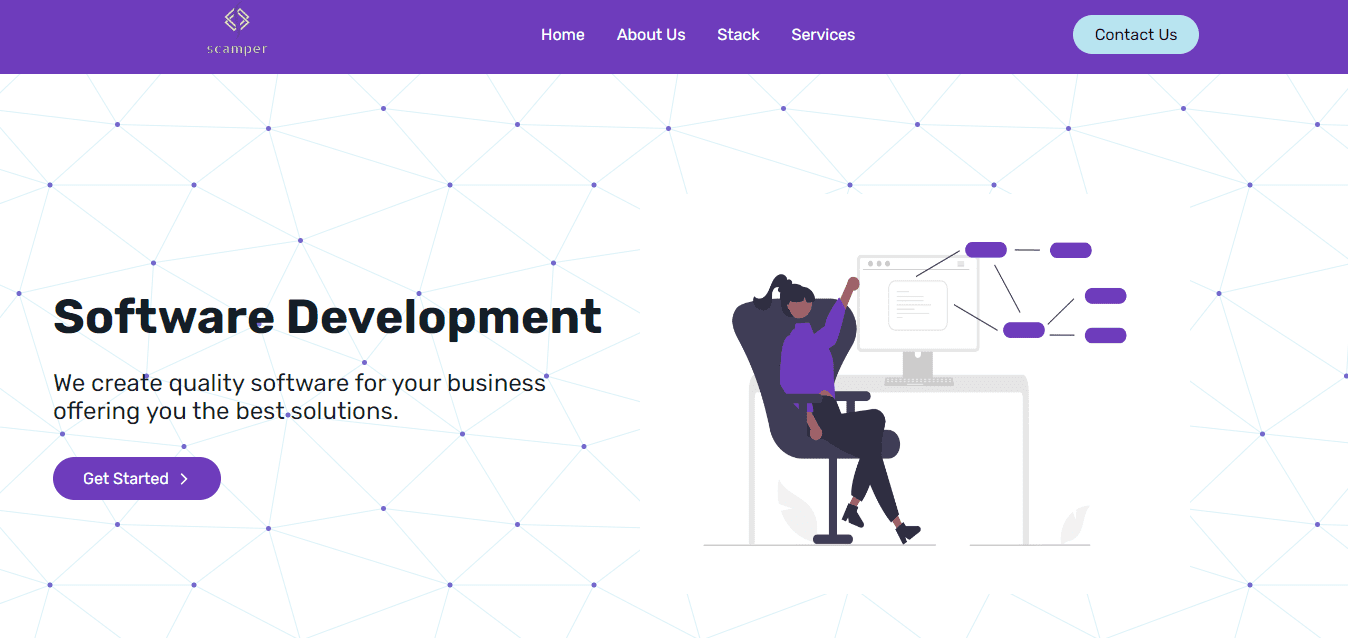 scamper
Home
About Us
Stack
Services
Contact Us
Software Development
We create quality software for your business
offering you the best solutions.
Get Started